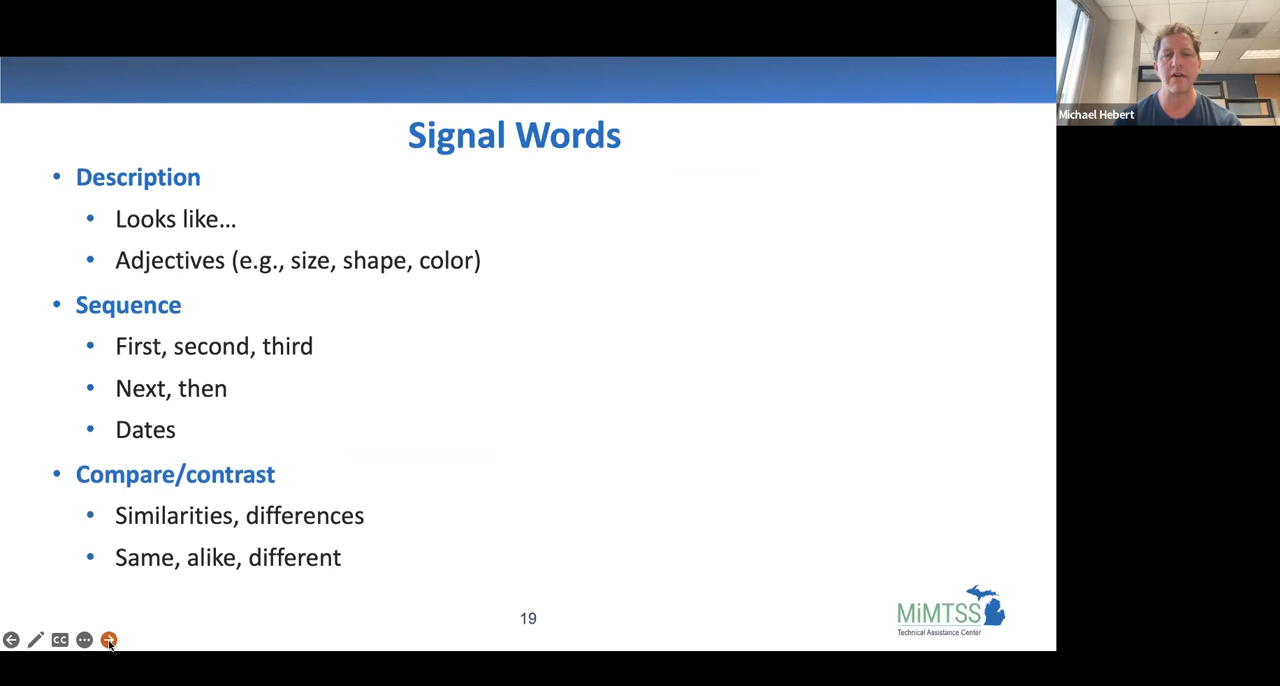 Signal Words
• Description
• Looks like...
• Adjectives (e.g., size, shape, color)
• Sequence
• First, second, third
• Next, then
• Dates
• Compare/contrast
• Similarities, differences
• Same, alike, different
19
MiMTSS
Technical Assistance Center
CC
Michael Hebert